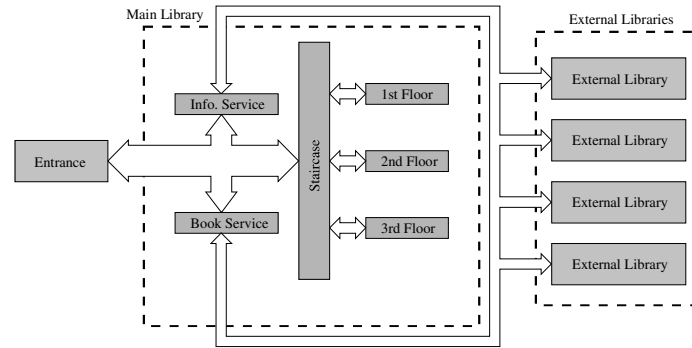 Main Library
External Libraries
Info. Service
Entrance
Book Service
Staircase
1st Floor
2nd Floor
3rd Floor
External Library
External Library
External Library
External Library